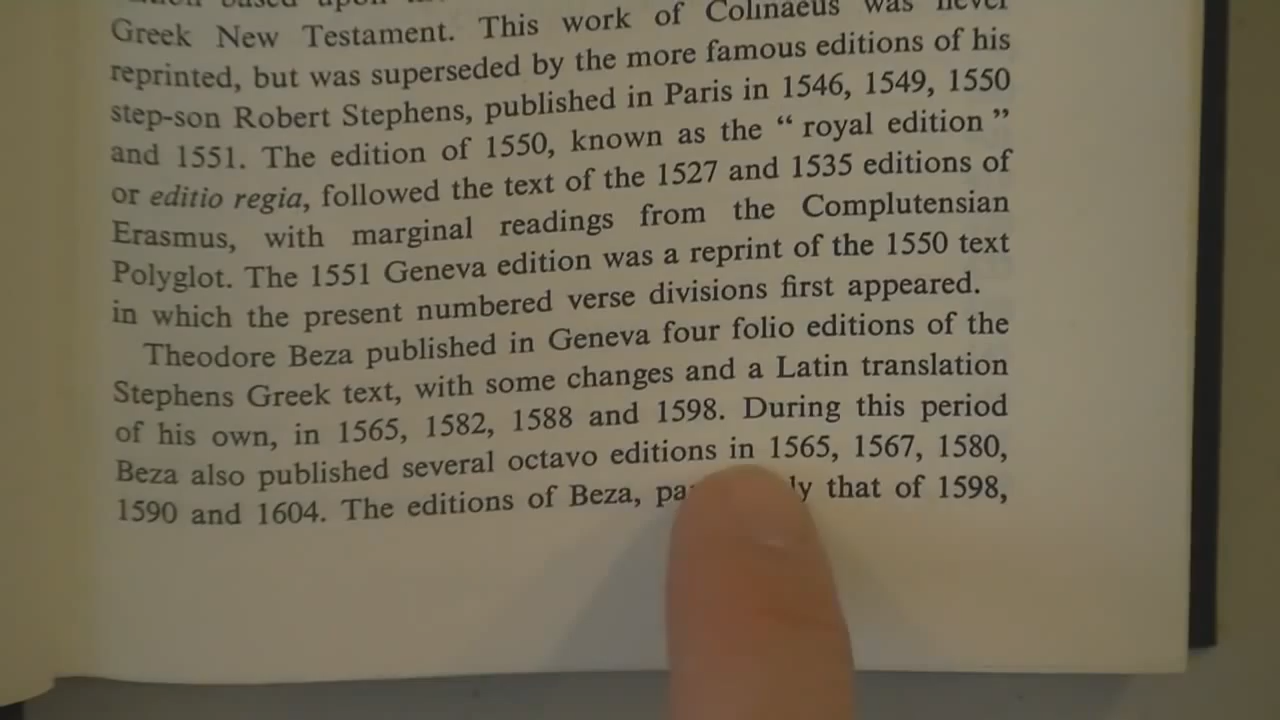 based upon
Greek New Testament. This work of Colinaeus was never
reprinted, but was superseded by the more famous editions of his
step-son Robert Stephens, published in Paris in 1546, 1549, 1550
and 1551. The edition of 1550, known as the “ royal edition ”
or editio regia, followed the text of the 1527 and 1535 editions of
Erasmus, with marginal readings from the Complutensian
Polyglot. The 1551 Geneva edition was a reprint of the 1550 text
in which the present numbered verse divisions first appeared.
Theodore Beza published in Geneva four folio editions of the
Stephens Greek text, with some changes and a Latin translation
of his own, in 1565, 1582, 1588 and 1598. During this period
Beza also published several octavo editions in 1565, 1567, 1580,
1590 and 1604. The editions of Beza, that of 1598,